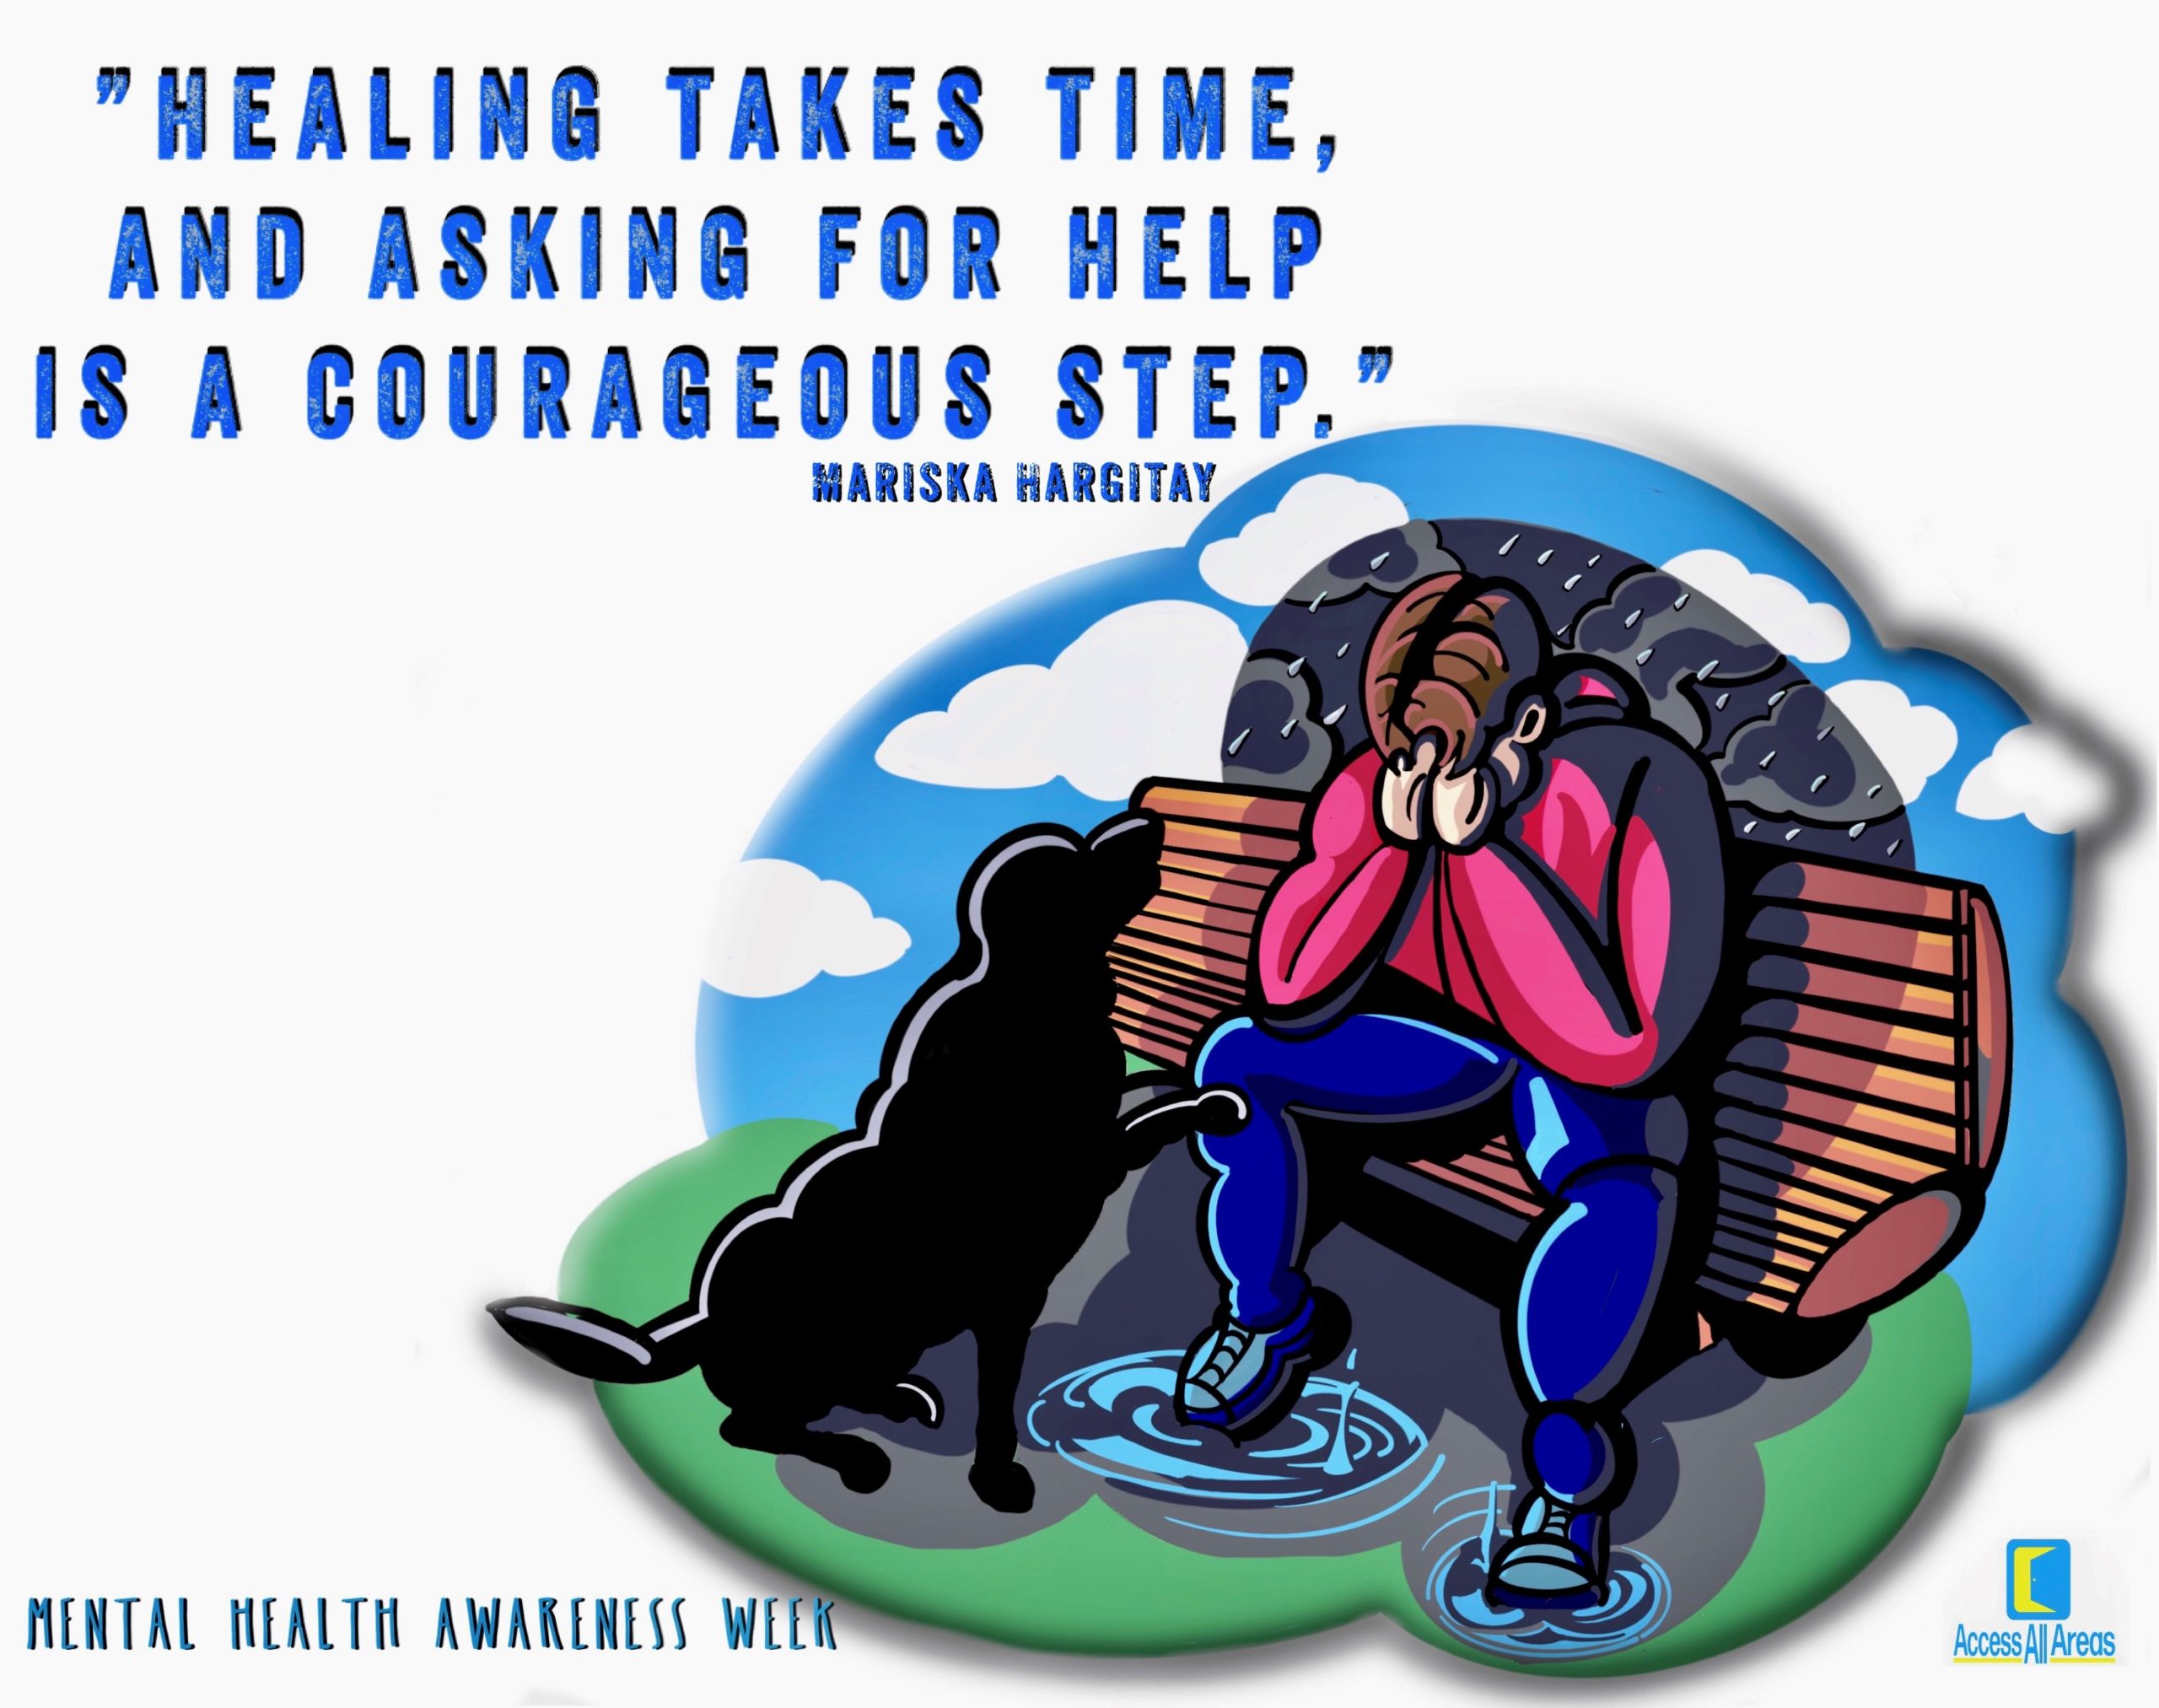 ”HEALING TAKES TIME,
AND ASKING FOR HELP
IS A COURAGEOUS STEP.”
MARISKA HARGITAY
MENTAL HEALTH AWARENESS WEEK
Access All Areas